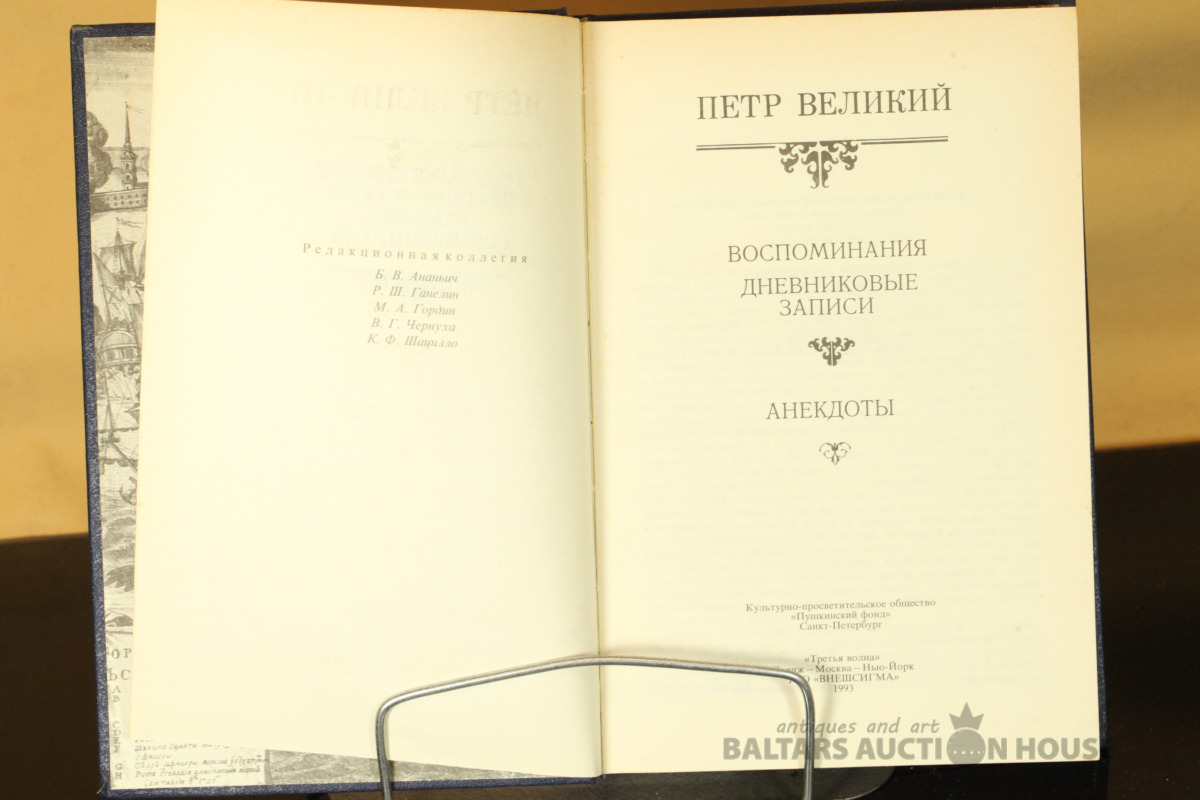 Редакционная коллегия
Б. В. Ананьич
Р. Ш. Ганелин
М. А. Гордин
В. Г. Чернуха
К. Ф. Шацилло
ПЕТР ВЕЛИКИЙ
ВОСПОМИНАНИЯ
ДНЕВНИКОВЫЕ
ЗАПИСИ
АНЕКДОТЫ
Культурно-просветительское общество
«Пушкинский фонд»
Санкт-Петербург
«Третья волна»
– Москва – Нью-Йорк
«ВНЕШСИГМА»
1993
antiques and art
BALTARS AUCTION HOUSE